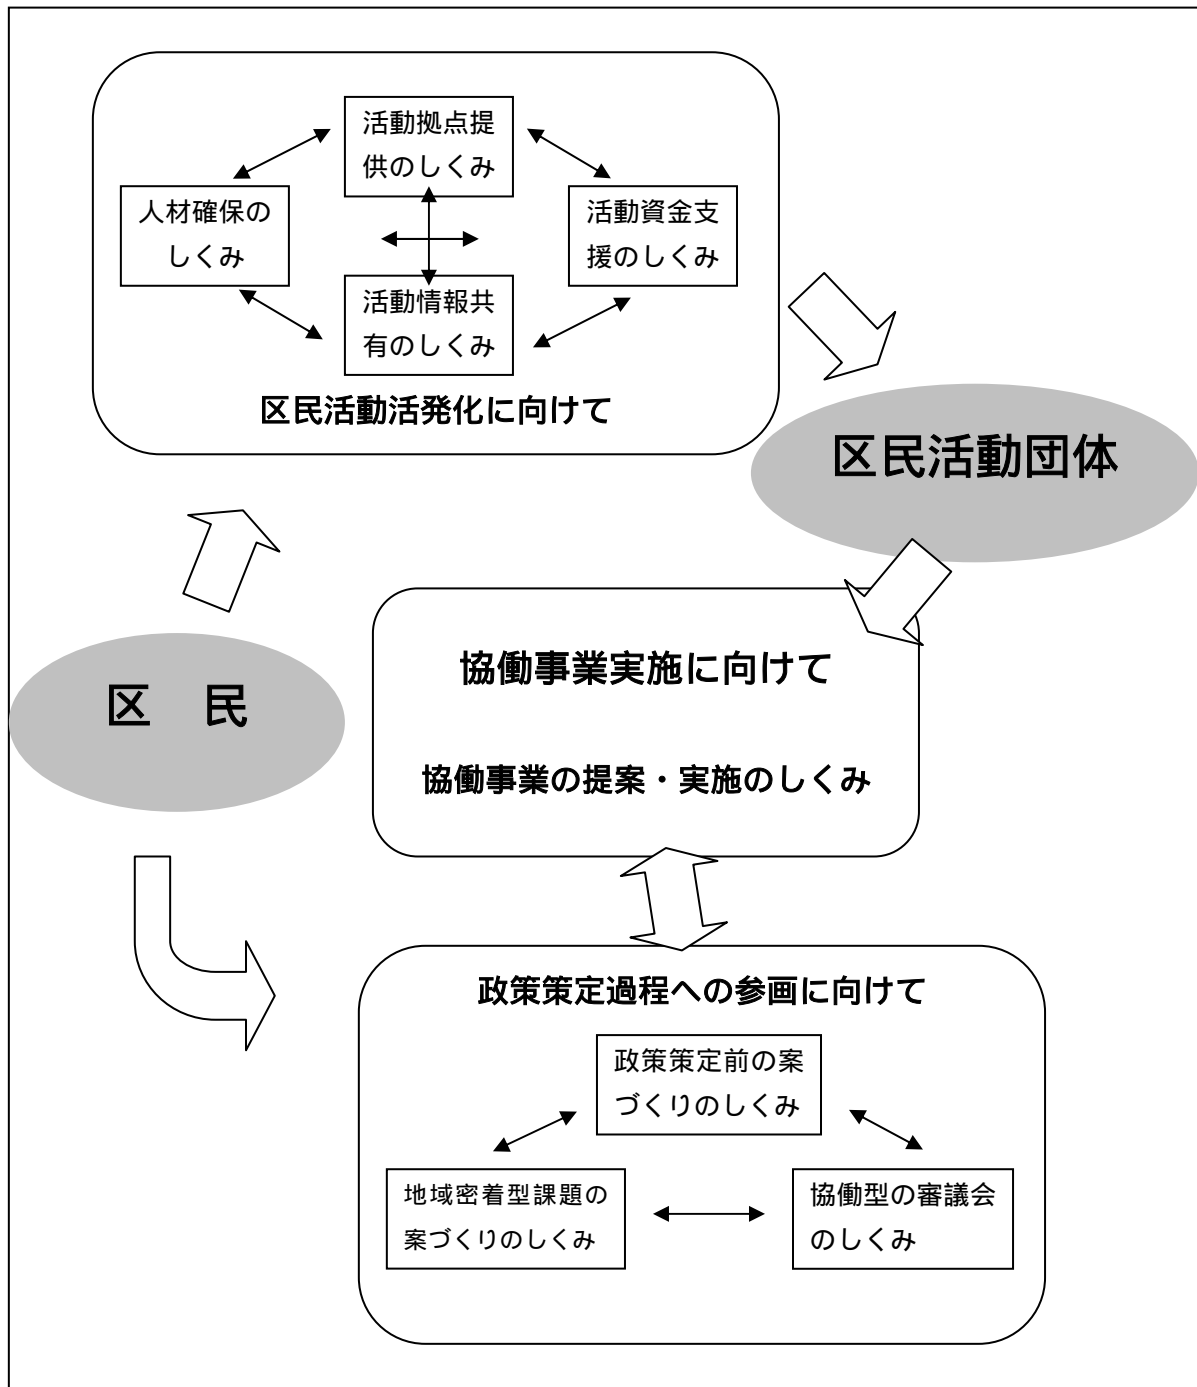 活動拠点提
供のしくみ
人材確保の
しくみ
活動資金支
援のしくみ
活動情報共
有のしくみ
区民活動活発化に向けて
区民活動団体
区　民
協働事業実施に向けて
協働事業の提案・実施のしくみ
政策策定過程への参画に向けて
政策策定前の案
づくりのしくみ
地域密着型課題の
案づくりのしくみ
協働型の審議会
のしくみ